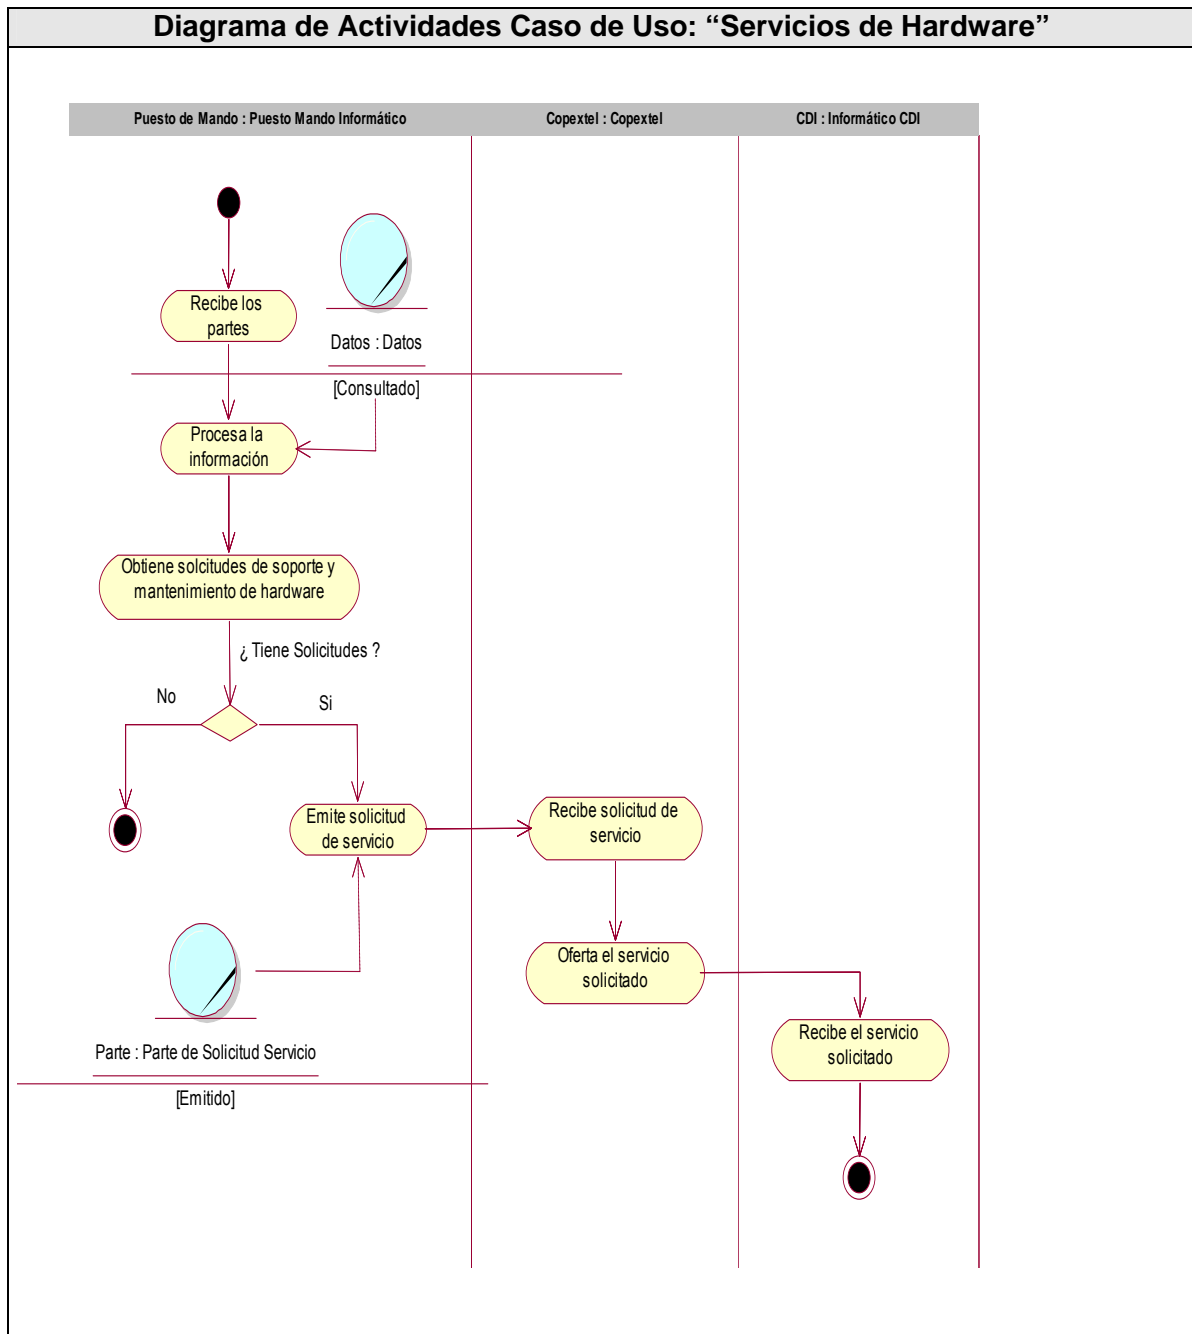 Diagrama de Actividades Caso de Uso: “Servicios de Hardware”
Puesto de Mando : Puesto Mando Informático
Copextel : Copextel
CDI : Informático CDI
Recibe los
partes
Datos : Datos
[Consultado]
Procesa la
información
Obtiene solcitudes de soporte y
mantenimiento de hardware
¿ Tiene Solicitudes ?
No
Si
Emite solicitud
de servicio
Recibe solicitud de
servicio
Oferta el servicio
solicitado
Recibe el servicio
solicitado
Parte : Parte de Solicitud Servicio
[Emitido]